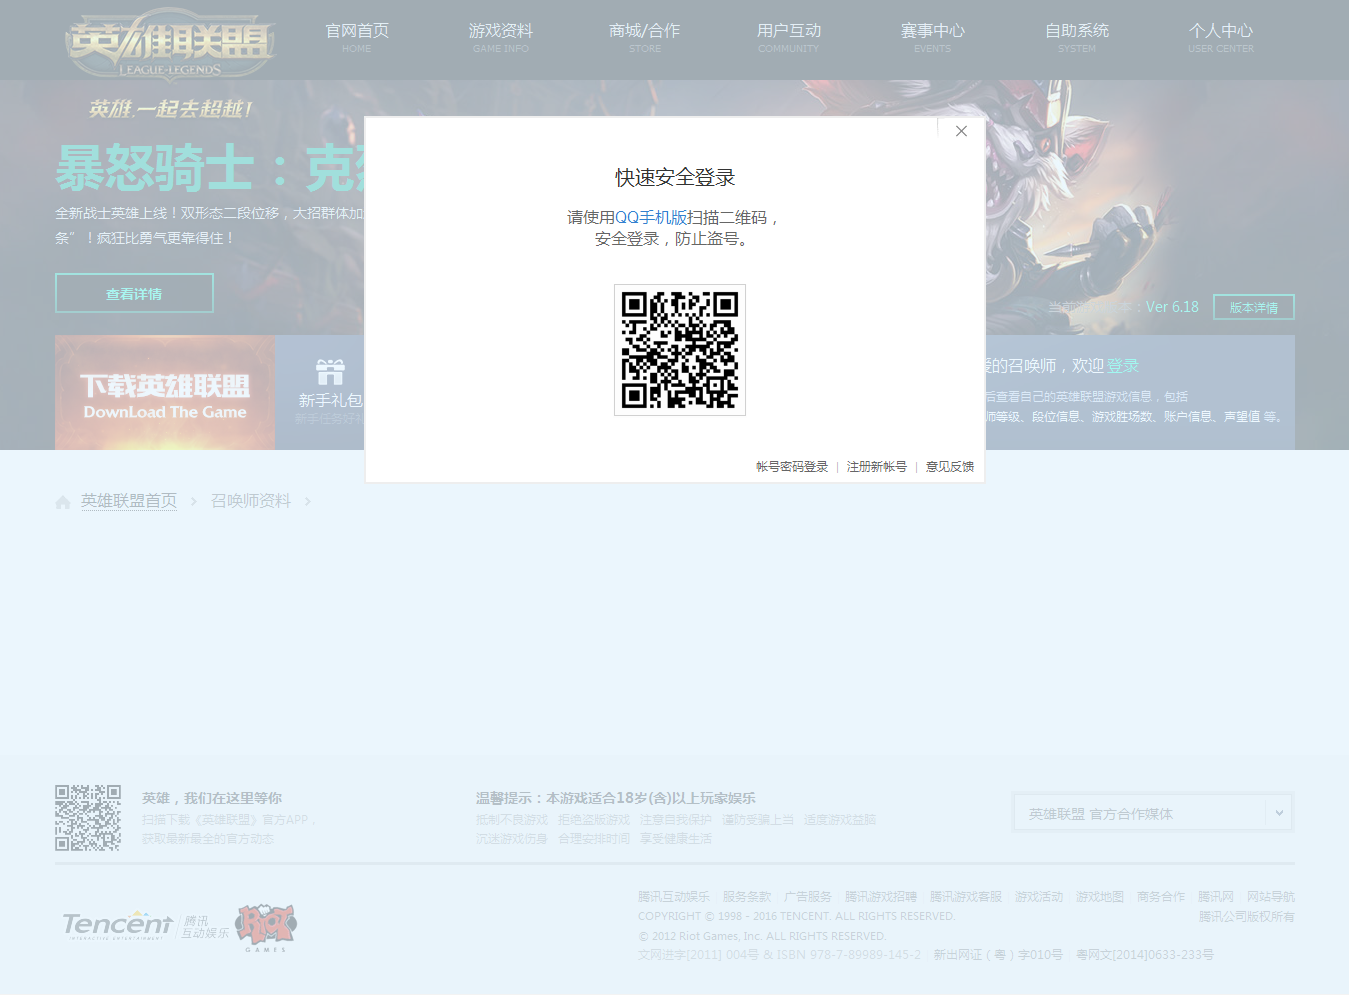 英雄联盟
LEAGUE of LEGENDS
官网首页
HOME
游戏资料
GAME INFO
商城/合作
STORE
用户互动
COMMUNITY
赛事中心
EVENTS
自助系统
SYSTEM
个人中心
USER CENTER
英雄,一起去超越!
暴怒骑士：克
全新战士英雄上线！双形态二段位移，大招群体加
条”！疯狂比勇气更靠得住！
查看详情
Ver 6.18
版本详情
下载英雄联盟
DownLoad The Game
新手礼包
新手任务好
的召唤师，欢迎登录
后查看自己的英雄联盟游戏信息，包括
师等级、段位信息、游戏胜场数、账户信息、声望值 等。
快速安全登录
请使用QQ手机版扫描二维码，
安全登录，防止盗号。
帐号密码登录 | 注册新帐号 | 意见反馈
英雄联盟首页 > 召唤师资料 >
英雄，我们在这里等你
扫描下载《英雄联盟》官方APP，
获取最新最全的官方动态
温馨提示：本游戏适合18岁(含)以上玩家娱乐
抵制不良游戏 拒绝盗版游戏 注意自我保护 谨防受骗上当 适度游戏益脑
沉迷游戏伤身 合理安排时间 享受健康生活
英雄联盟 官方合作媒体
Tencent
INTERACTIVE ENTERTAINMENT
腾讯
互动娱乐
RIOT
GAMES
腾讯互动娱乐 | 服务条款 | 广告服务 | 腾讯游戏招聘 | 腾讯游戏客服 | 游戏活动 | 游戏地图 | 商务合作 | 腾讯网 | 网站导航
COPYRIGHT © 1998 – 2016 TENCENT. ALL RIGHTS RESERVED.
腾讯公司版权所有
© 2012 Riot Games, Inc. ALL RIGHTS RESERVED.
文网进字[2011] 004号 & ISBN 978-7-89989-145-2 | 新出网证（粤）字010号 | 粤网文[2014]0633-233号